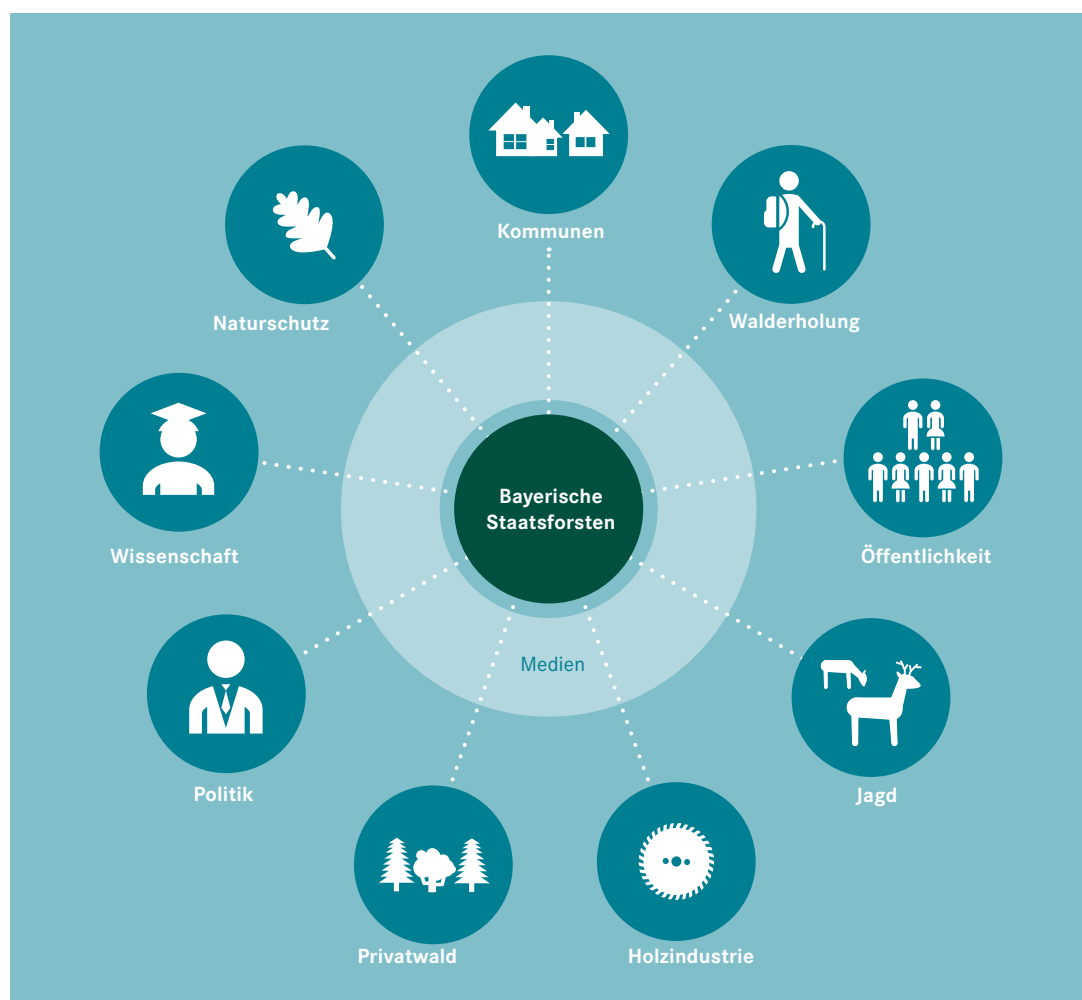 Kommunen
Naturschutz
Walderholung
Wissenschaft
Bayerische
Staatsforsten
Öffentlichkeit
Medien
Politik
Jagd
Privatwald
Holzindustrie